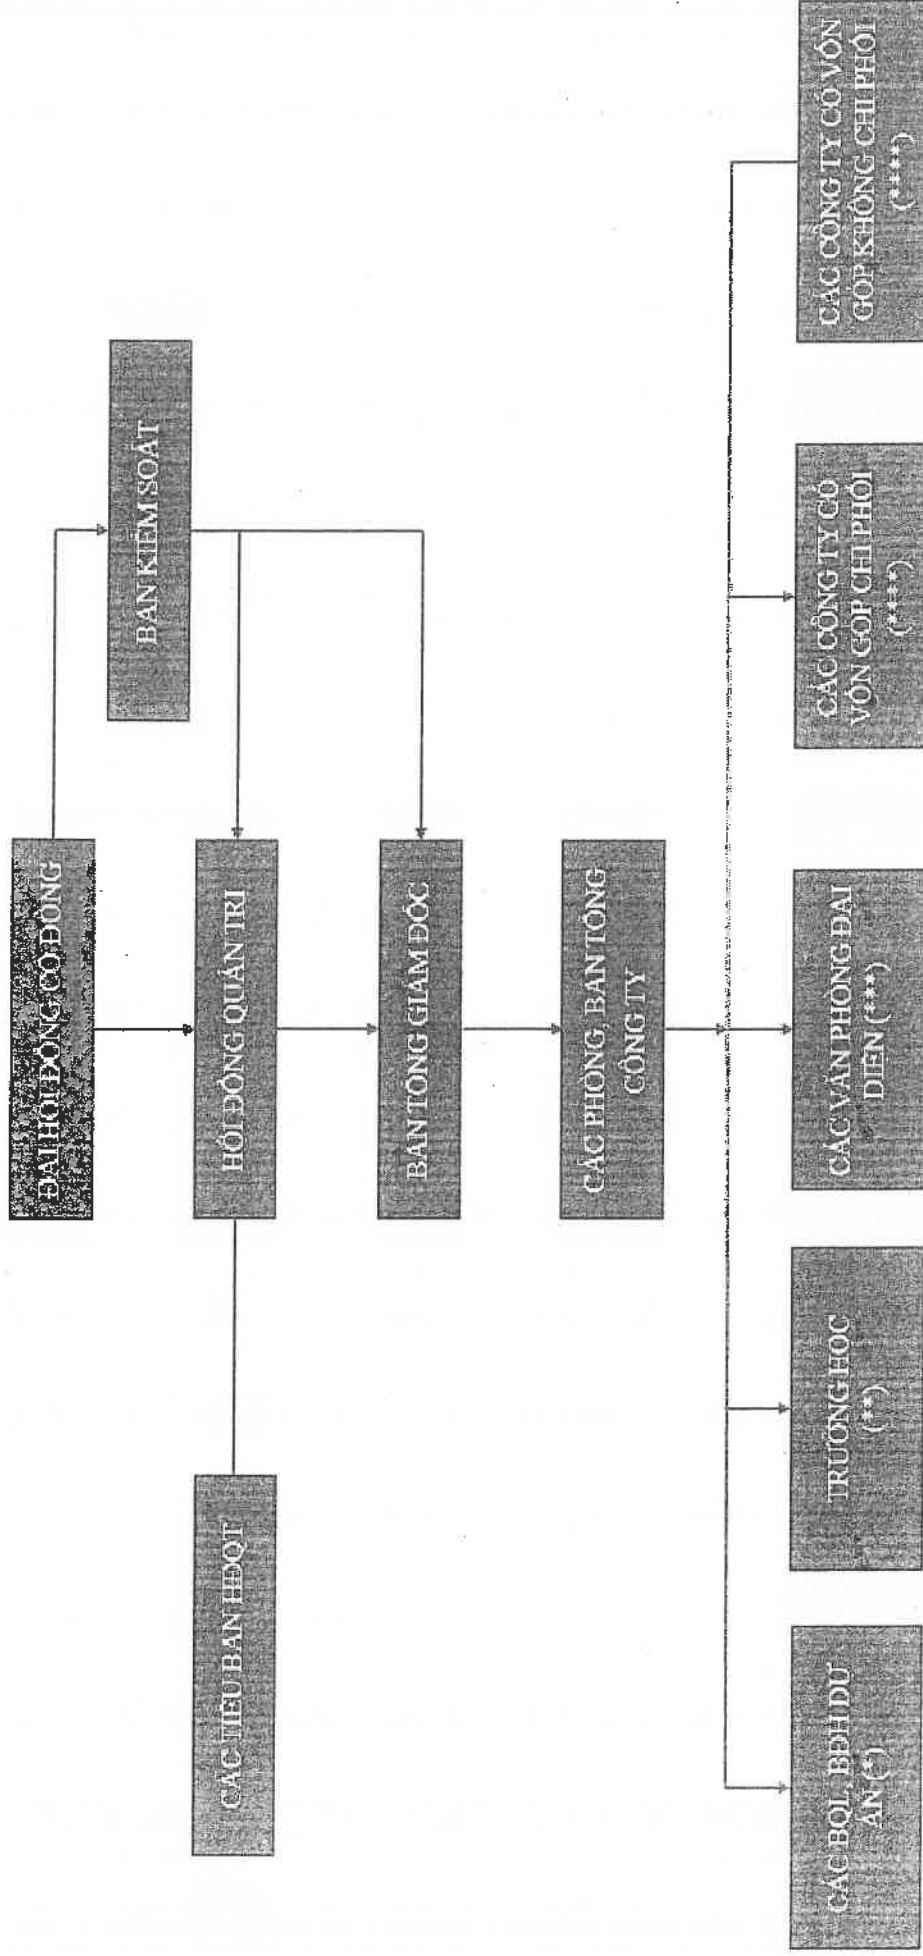 ĐẠI HỘI ĐỒNG CỔ ĐÔNG
BAN KIỂM SOÁT
CÁC TIỂU BAN HĐQT
HỘI ĐỒNG QUẢN TRỊ
BAN TỔNG GIÁM ĐỐC
CÁC PHÒNG, BAN TỔNG
CÔNG TY
CÁC BQL, BĐH DỰ
ÁN (*)
TRƯỜNG HỌC
(**)
CÁC VĂN PHÒNG ĐẠI
DIỆN (***)
CÁC CÔNG TY CÓ
VỐN GÓP CHI PHỐI
(****)
CÁC CÔNG TY CÓ VỐN
GÓP KHÔNG CHI PHỐI
(****)